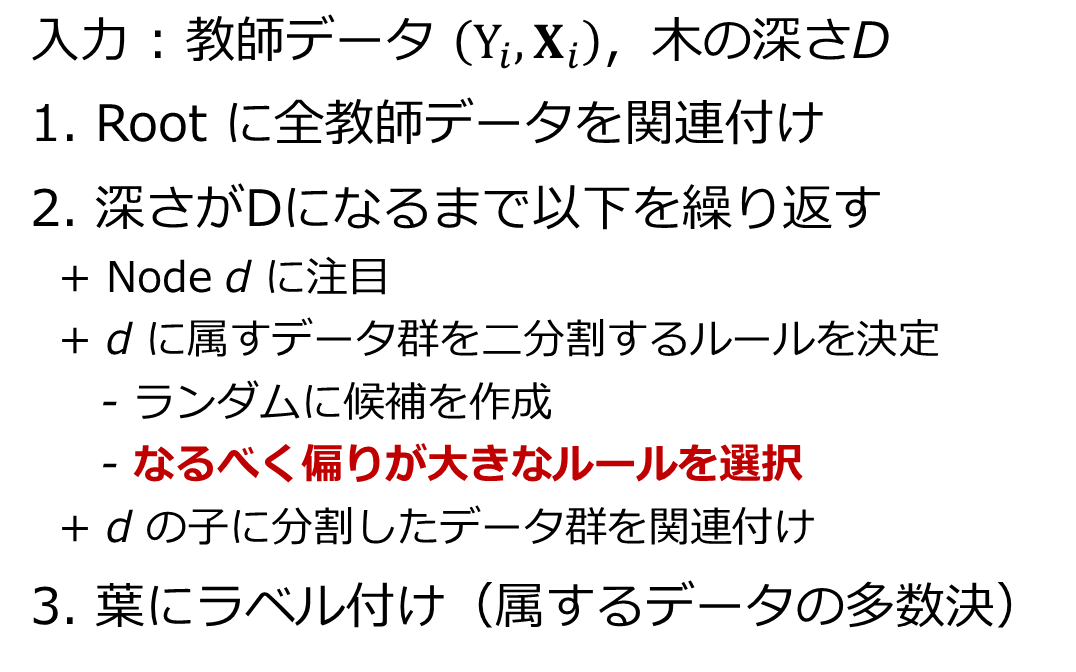 入力：教師データ (Yᵢ, 𝐗ᵢ)，木の深さD
1. Root に全教師データを関連付け
2. 深さがDになるまで以下を繰り返す
+ Node d に注目
+ d に属すデータ群を二分割するルールを決定
- ランダムに候補を作成
- なるべく偏りが大きなルールを選択
+ d の子に分割したデータ群を関連付け
3. 葉にラベル付け（属するデータの多数決）